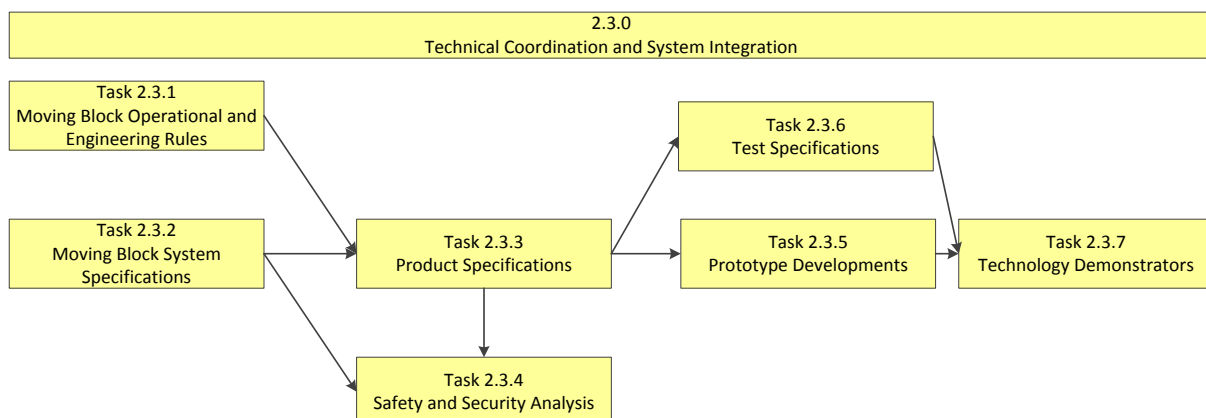 2.3.0
Technical Coordination and System Integration
Task 2.3.1
Moving Block Operational and
Engineering Rules
Task 2.3.6
Test Specifications
Task 2.3.2
Moving Block System
Specifications
Task 2.3.3
Product Specifications
Task 2.3.5
Prototype Developments
Task 2.3.7
Technology Demonstrators
Task 2.3.4
Safety and Security Analysis